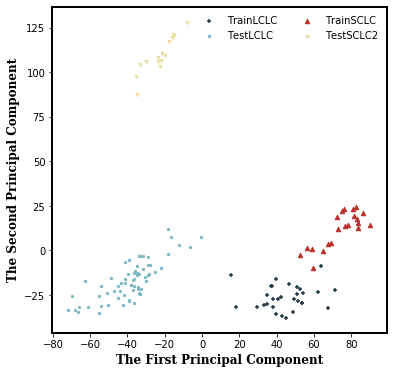 TrainLCLC TrainSCLC
TestLCLC TestSCLC2
125
100
75
50
25
0
−25
The Second Principal Component
−80 −60 −40 −20 0 20 40 60 80
The First Principal Component